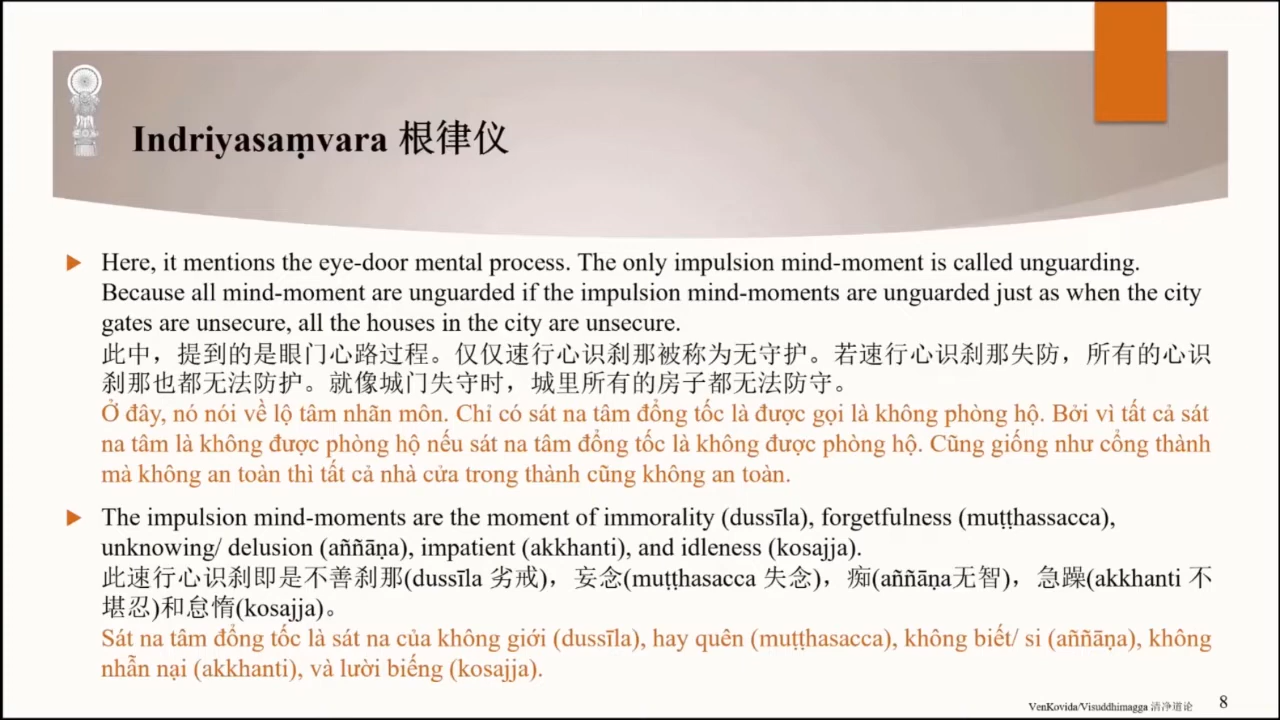 Indriyasaṃvara 根律仪
Here, it mentions the eye-door mental process. The only impulsion mind-moment is called unguarding.
Because all mind-moment are unguarded if the impulsion mind-moments are unguarded just as when the city
gates are unsecure, all the houses in the city are unsecure.
此中，提到的是眼门心路过程。仅仅速行心识刹那被称为无守护。若速行心识刹那失防，所有的心识
刹那也都无法防护。就像城门失守时，城里所有的房子都无法防守。
Ở đây, nó nói về lộ tâm nhãn môn. Chỉ có sát na tâm đổng tốc là được gọi là không phòng hộ. Bởi vì tất cả sát
na tâm là không được phòng hộ nếu sát na tâm đổng tốc là không được phòng hộ. Cũng giống như cổng thành
mà không an toàn thì tất cả nhà cửa trong thành cũng không an toàn.
The impulsion mind-moments are the moment of immorality (dussīla), forgetfulness (muṭṭhassacca),
unknowing/ delusion (aññāṇa), impatient (akkhanti), and idleness (kosajja).
此速行心识刹即是不善刹那(dussīla 劣戒)，妄念(muṭṭhasacca 失念)，痴(aññāṇa无智)，急躁(akkhanti 不
堪忍)和怠惰(kosajja)。
Sát na tâm đổng tốc là sát na của không giới (dussīla), hay quên (muṭṭhasacca), không biết/ si (aññāṇa), không
nhẫn nại (akkhanti), và lười biếng (kosajja).
VenKovida/Visuddhimagga 清净道论
8